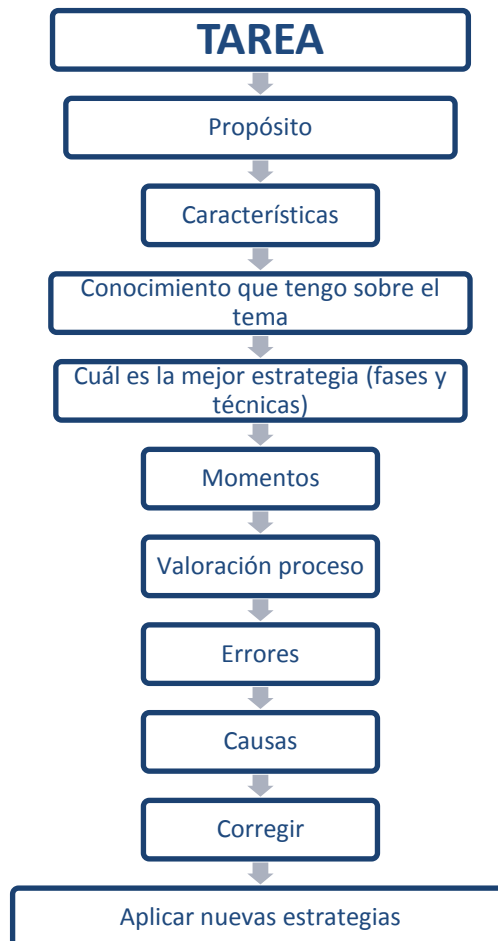 TAREA
Propósito
Características
Conocimiento que tengo sobre el
tema
Cuál es la mejor estrategia (fases y
técnicas)
Momentos
Valoración proceso
Errores
Causas
Corregir
Aplicar nuevas estrategias